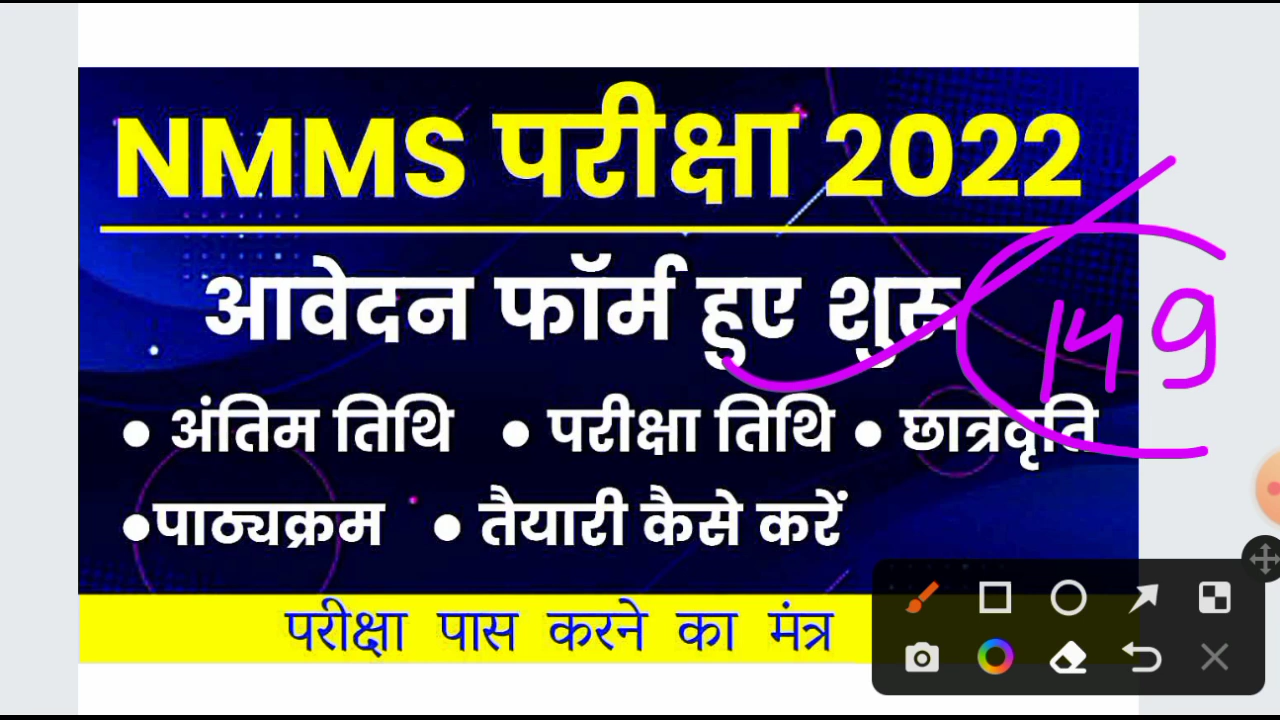 NMMS परीक्षा 2022
आवेदन फॉर्म हुए शुरु
149
• अंतिम तिथि • परीक्षा तिथि • छात्रवृति
•पाठ्यक्रम • तैयारी कैसे करें
परीक्षा पास करने का मंत्र